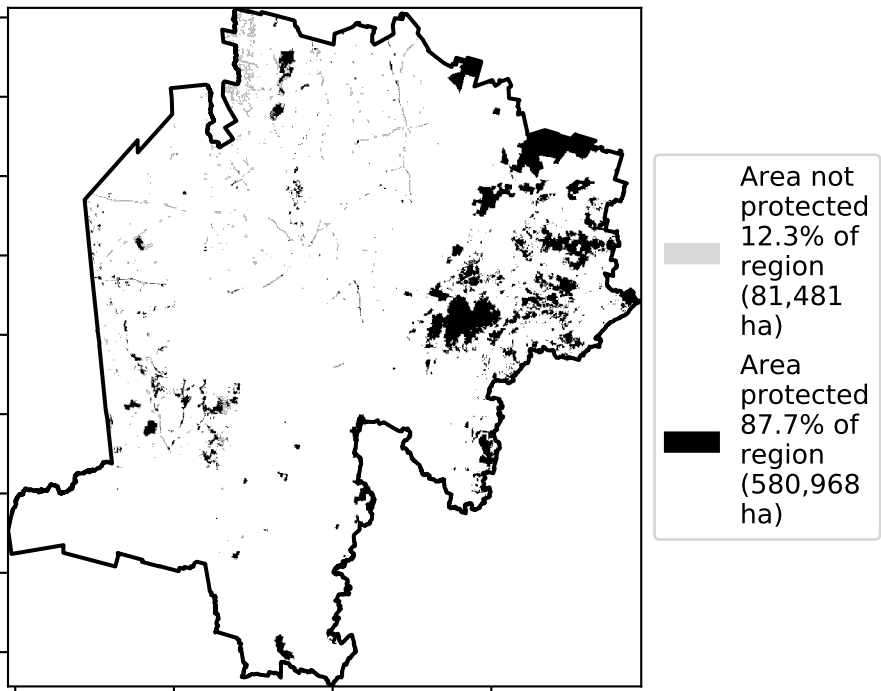 Area not
protected
12.3% of
region
(81,481
ha)
Area
protected
87.7% of
region
(580,968
ha)